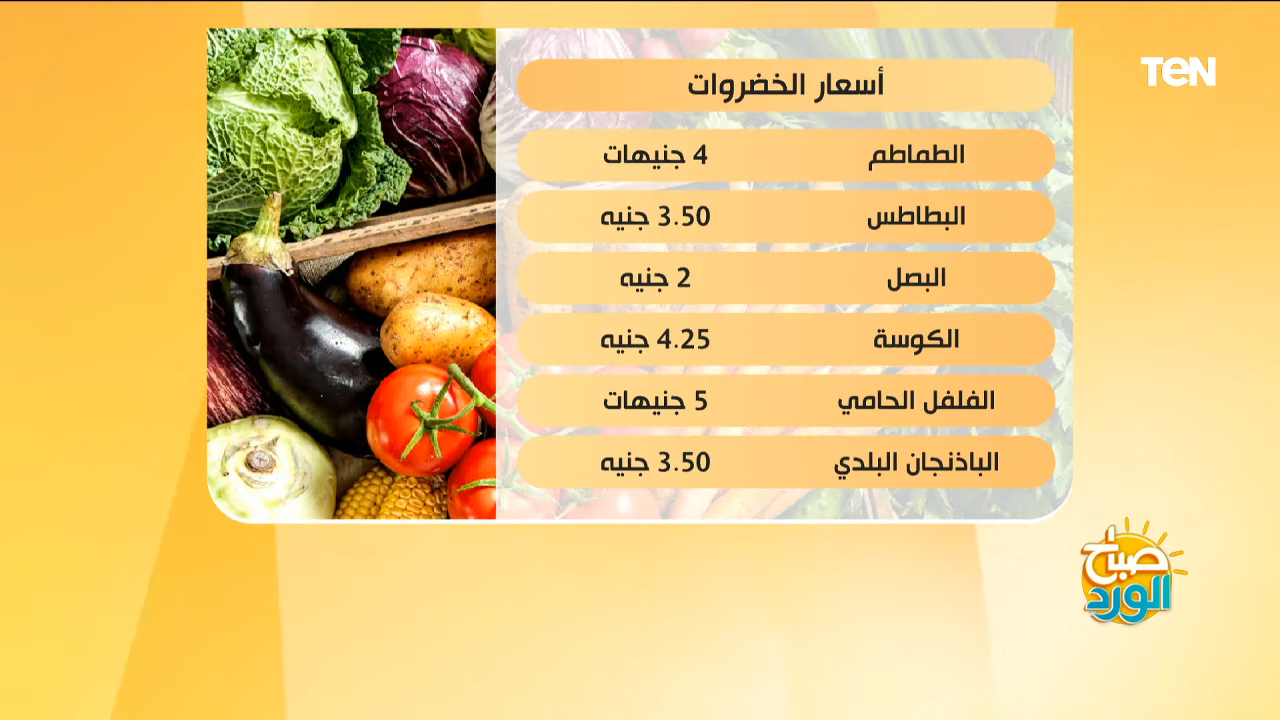 TEN
أسعار الخضروات
الطماطم 4 جنيهات
البطاطس 3.50 جنيه
البصل 2 جنيه
الكوسة 4.25 جنيه
الفلفل الحامي 5 جنيهات
الباذنجان البلدي 3.50 جنيه
صباح
الورد